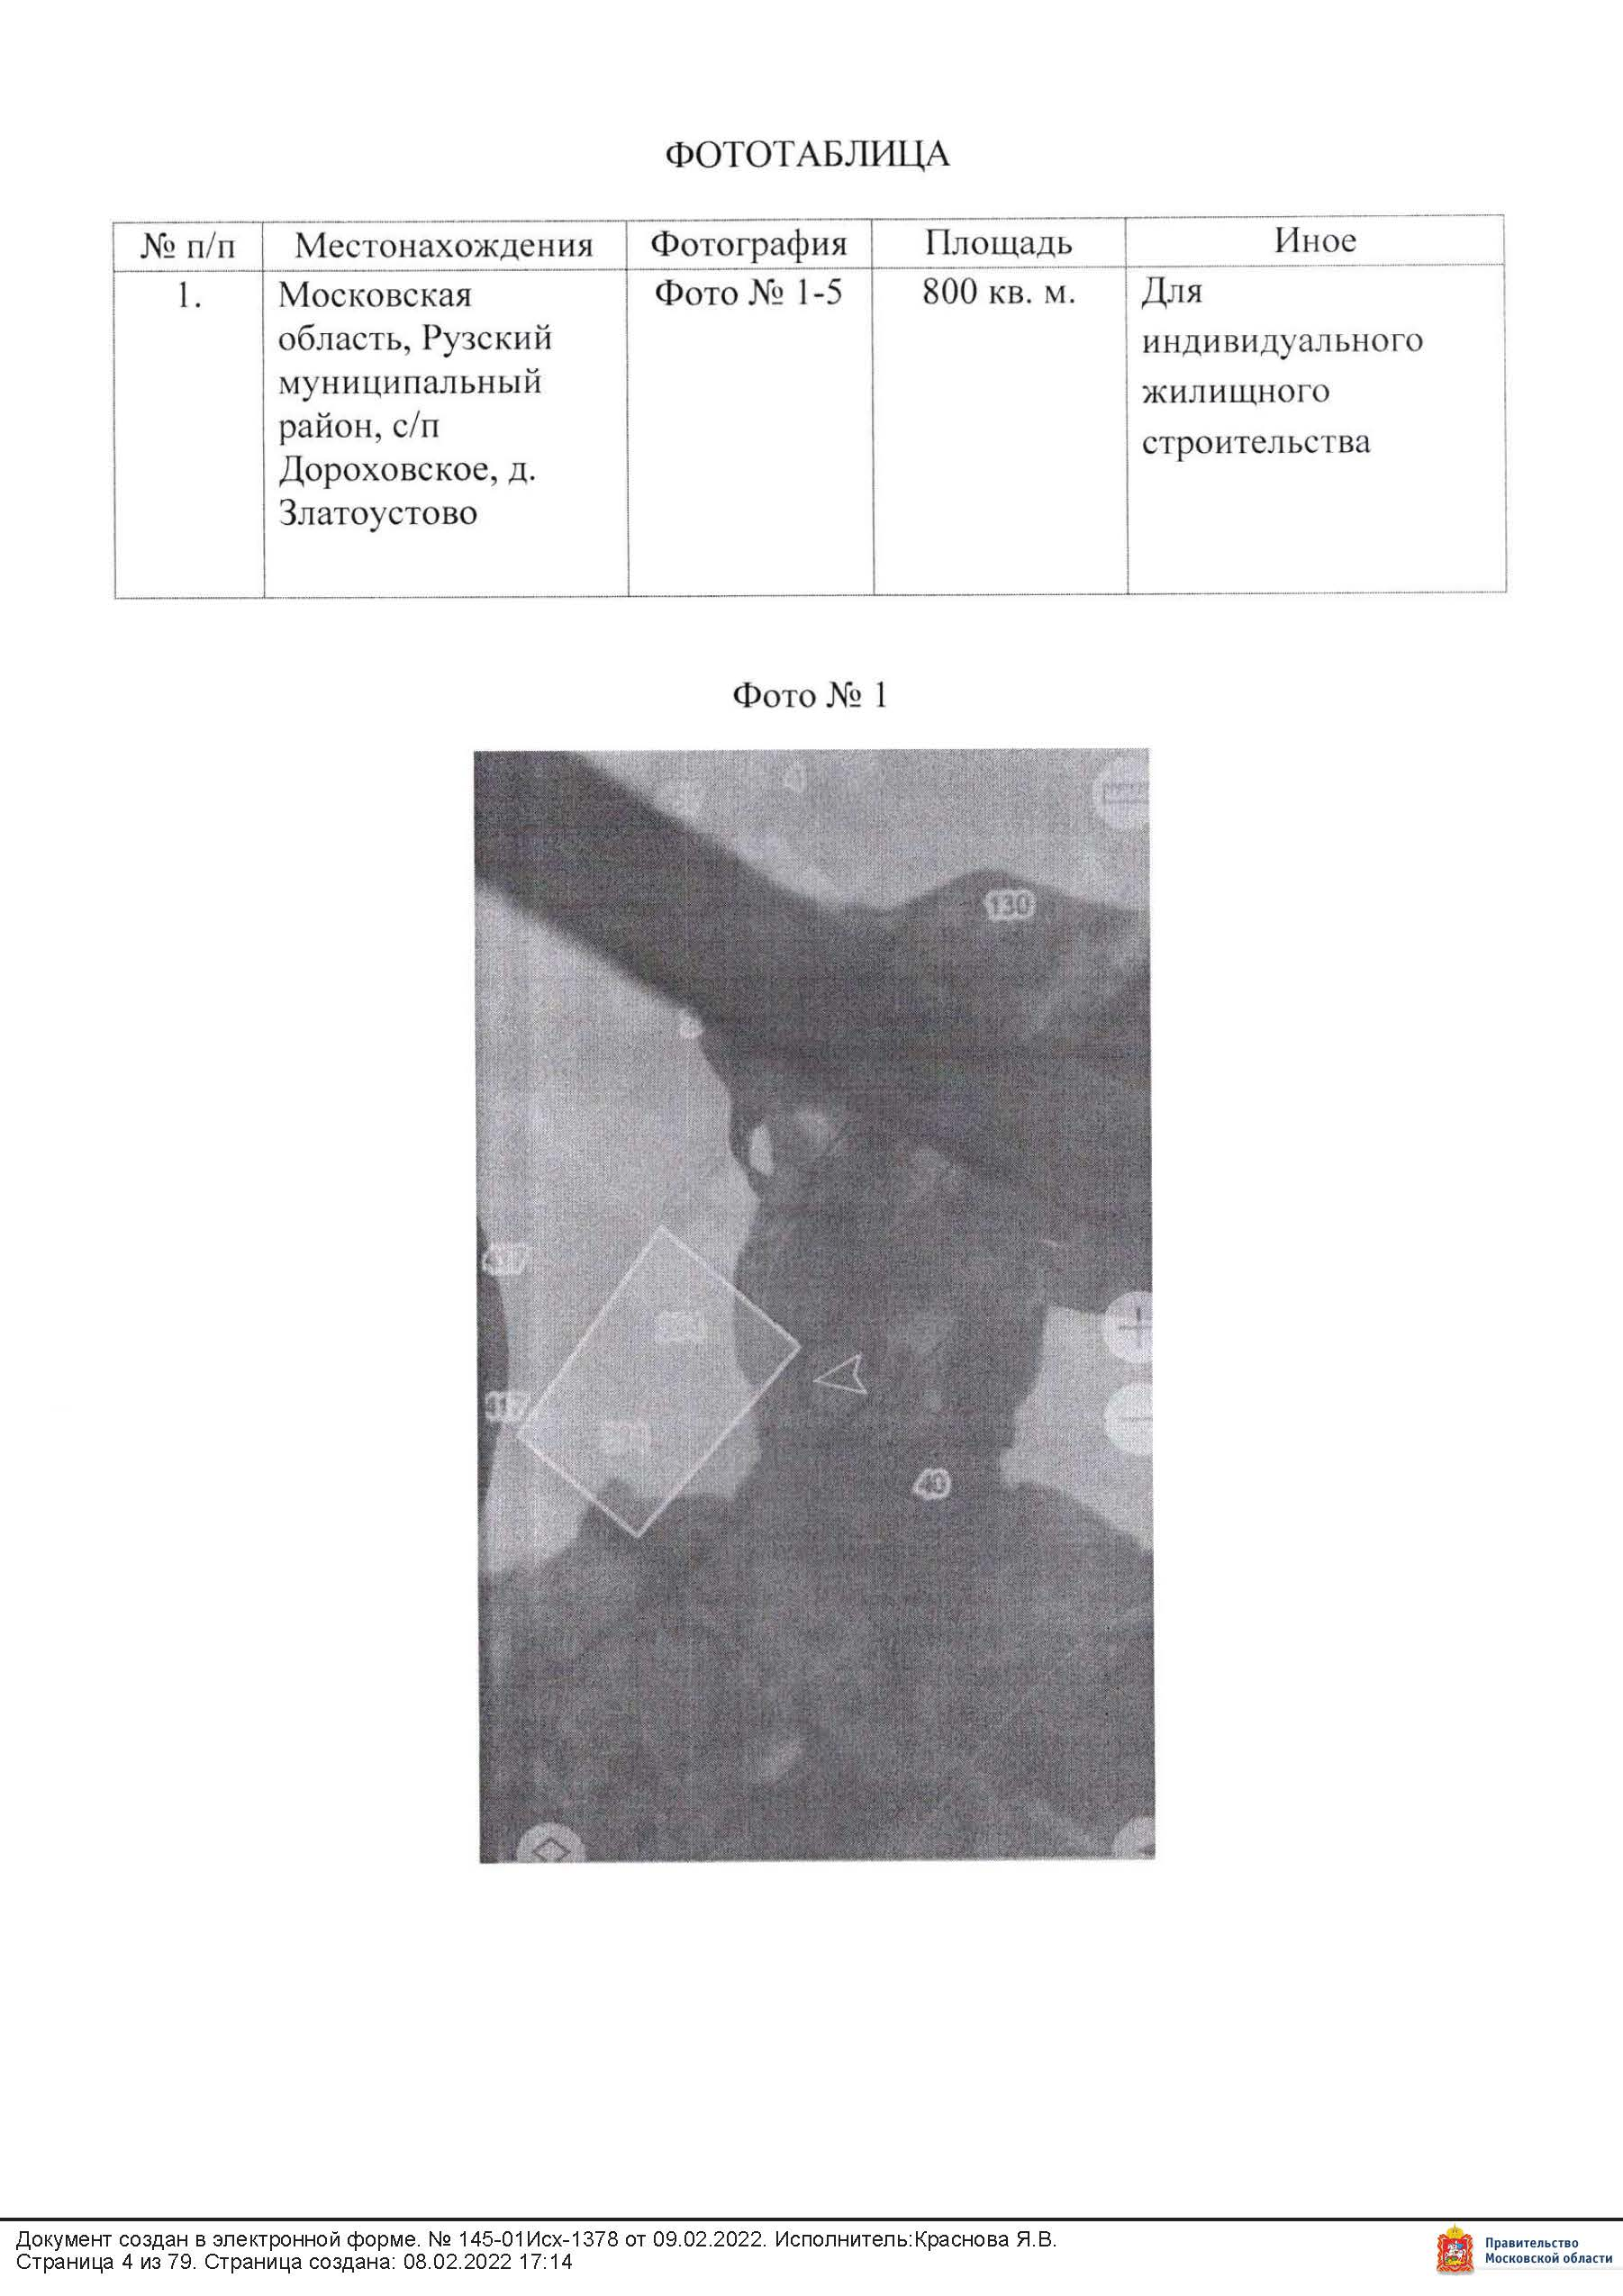 ФОТОТАБЛИЦА
№ п/п Местонахождения Фотография Площадь Иное
1. Московская область, Рузский муниципальный район, с/п Дороховское, д. Златоустово Фото № 1-5 800 кв. м. Для индивидуального жилищного строительства
Фото № 1
130
40
Документ создан в электронной форме. № 145-01Исх-1378 от 09.02.2022. Исполнитель:Краснова Я.В.
Страница 4 из 79. Страница создана: 08.02.2022 17:14
Правительство
Московской области